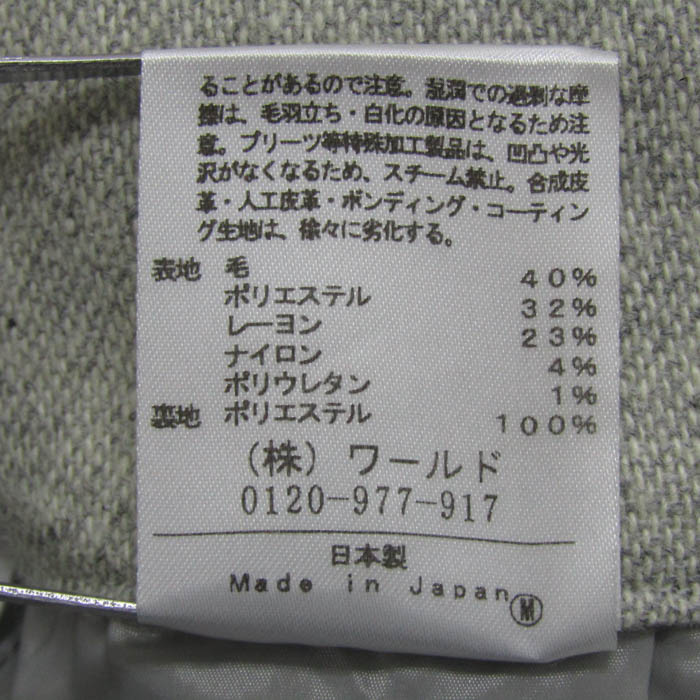 ることがあるので注意。湿潤での過剰な摩
擦は、毛羽立ち・白化の原因となるため注
意。プリーツ等特殊加工製品は、凹凸や光
沢がなくなるため、スチーム禁止。合成皮
革・人工皮革・ボンディング・コーティン
グ生地は、徐々に劣化する。
表地 毛 40%
ポリエステル 32%
レーヨン 23%
ナイロン 4%
ポリウレタン 1%
裏地 ポリエステル 100%
(株) ワールド
0120-977-917
日本製
Made in Japan Ⓜ